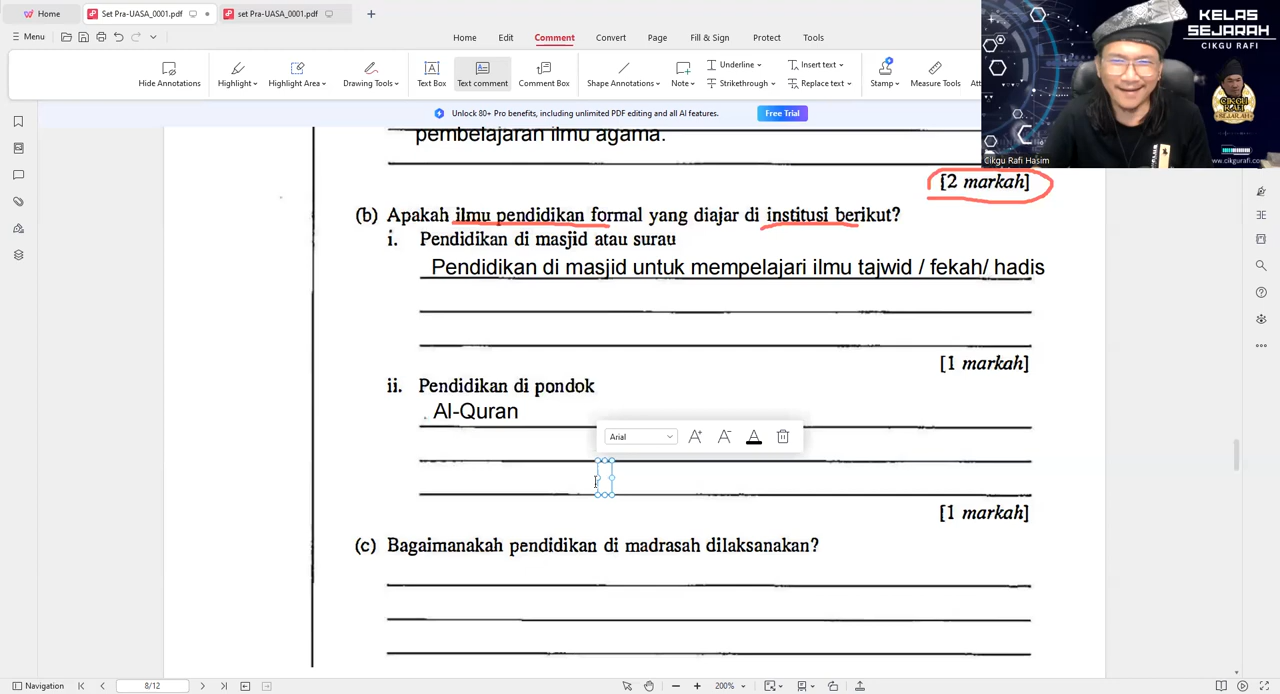 Home
Set Pra-UASA_0001.pdf
set Pra-UASA_0001.pdf
Menu
Home Edit Comment Convert Page Fill & Sign Protect Tools
Hide Annotations
Highlight
Highlight Area
Drawing Tools
Text Box
Text comment
Comment Box
Shape Annotations
Note
Underline
Strikethrough
Insert text
Replace text
Stamp
Measure Tools
Unlock 80+ Pro benefits, including unlimited PDF editing and all AI features.
Free Trial
KELAS
SEJARAH
CIKGU RAFI
CIKGU
RAFI
SEJARAH
Cikgu Rafi Hasim
ww.cikgurafi.c
pembelajaran ilmu agama.
[2 markah]
(b) Apakah ilmu pendidikan formal yang diajar di institusi berikut?
i. Pendidikan di masjid atau surau
Pendidikan di masjid untuk mempelajari ilmu tajwid / fekah/ hadis
[1 markah]
ii. Pendidikan di pondok
Al-Quran
Arial
[1 markah]
(c) Bagaimanakah pendidikan di madrasah dilaksanakan?
Navigation
8/12
200%